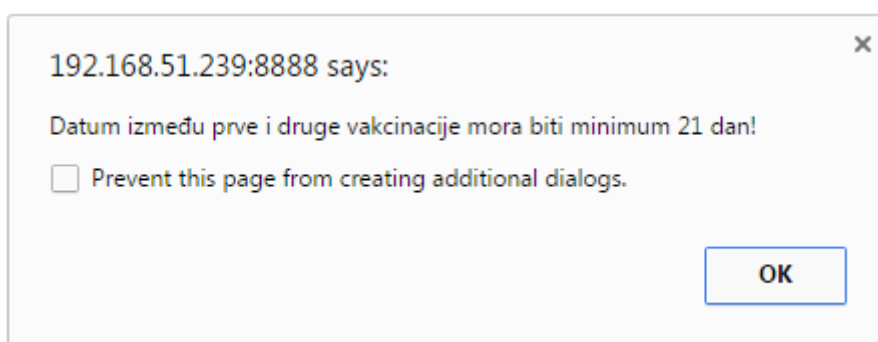 192.168.51.239:8888 says:
Datum između prve i druge vakcinacije mora biti minimum 21 dan!
Prevent this page from creating additional dialogs.
OK